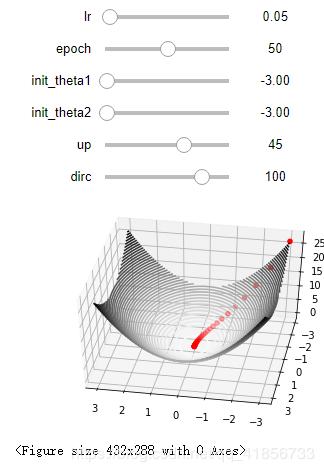 lr 0.05
epoch 50
init_theta1 -3.00
init_theta2 -3.00
up 45
dirc 100
25
20
15
10
5
0
-3
-2
-1
0
1
2
3
3 2 1 0 -1 -2 -3
<Figure size 432x288 with 0 Axes>